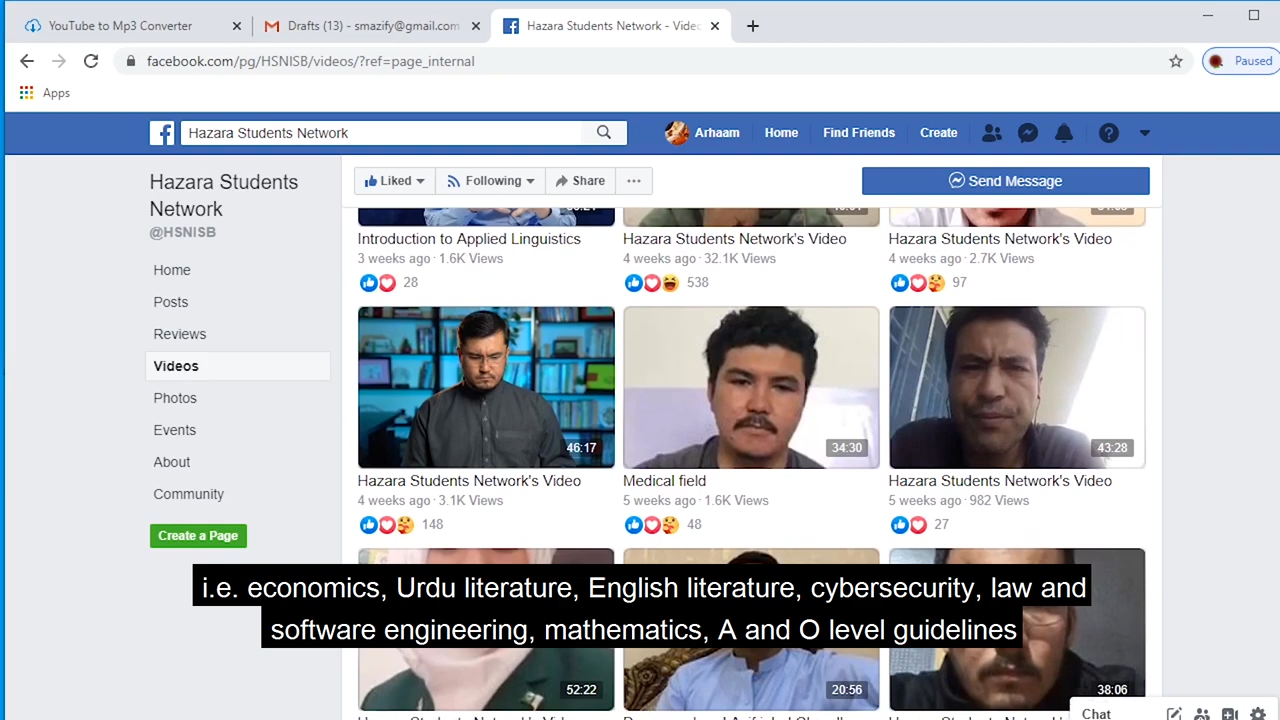 YouTube to Mp3 Converter
Drafts (13) - smazify@gmail.com
Hazara Students Network - Videc
facebook.com/pg/HSNISB/videos/?ref=page_internal
Paused
Apps
Hazara Students Network
Arhaam
Home
Find Friends
Create
Hazara Students
Network
@HSNISB
Home
Posts
Reviews
Videos
Photos
Events
About
Community
Create a Page
Liked
Following
Share
Send Message
Introduction to Applied Linguistics
3 weeks ago · 1.6K Views
28
Hazara Students Network's Video
4 weeks ago · 32.1K Views
538
Hazara Students Network's Video
4 weeks ago · 2.7K Views
97
46:17
Hazara Students Network's Video
4 weeks ago · 3.1K Views
148
34:30
Medical field
5 weeks ago · 1.6K Views
48
43:28
Hazara Students Network's Video
5 weeks ago · 982 Views
27
i.e. economics, Urdu literature, English literature, cybersecurity, law and
software engineering, mathematics, A and O level guidelines
52:22
20:56
38:06
Chat